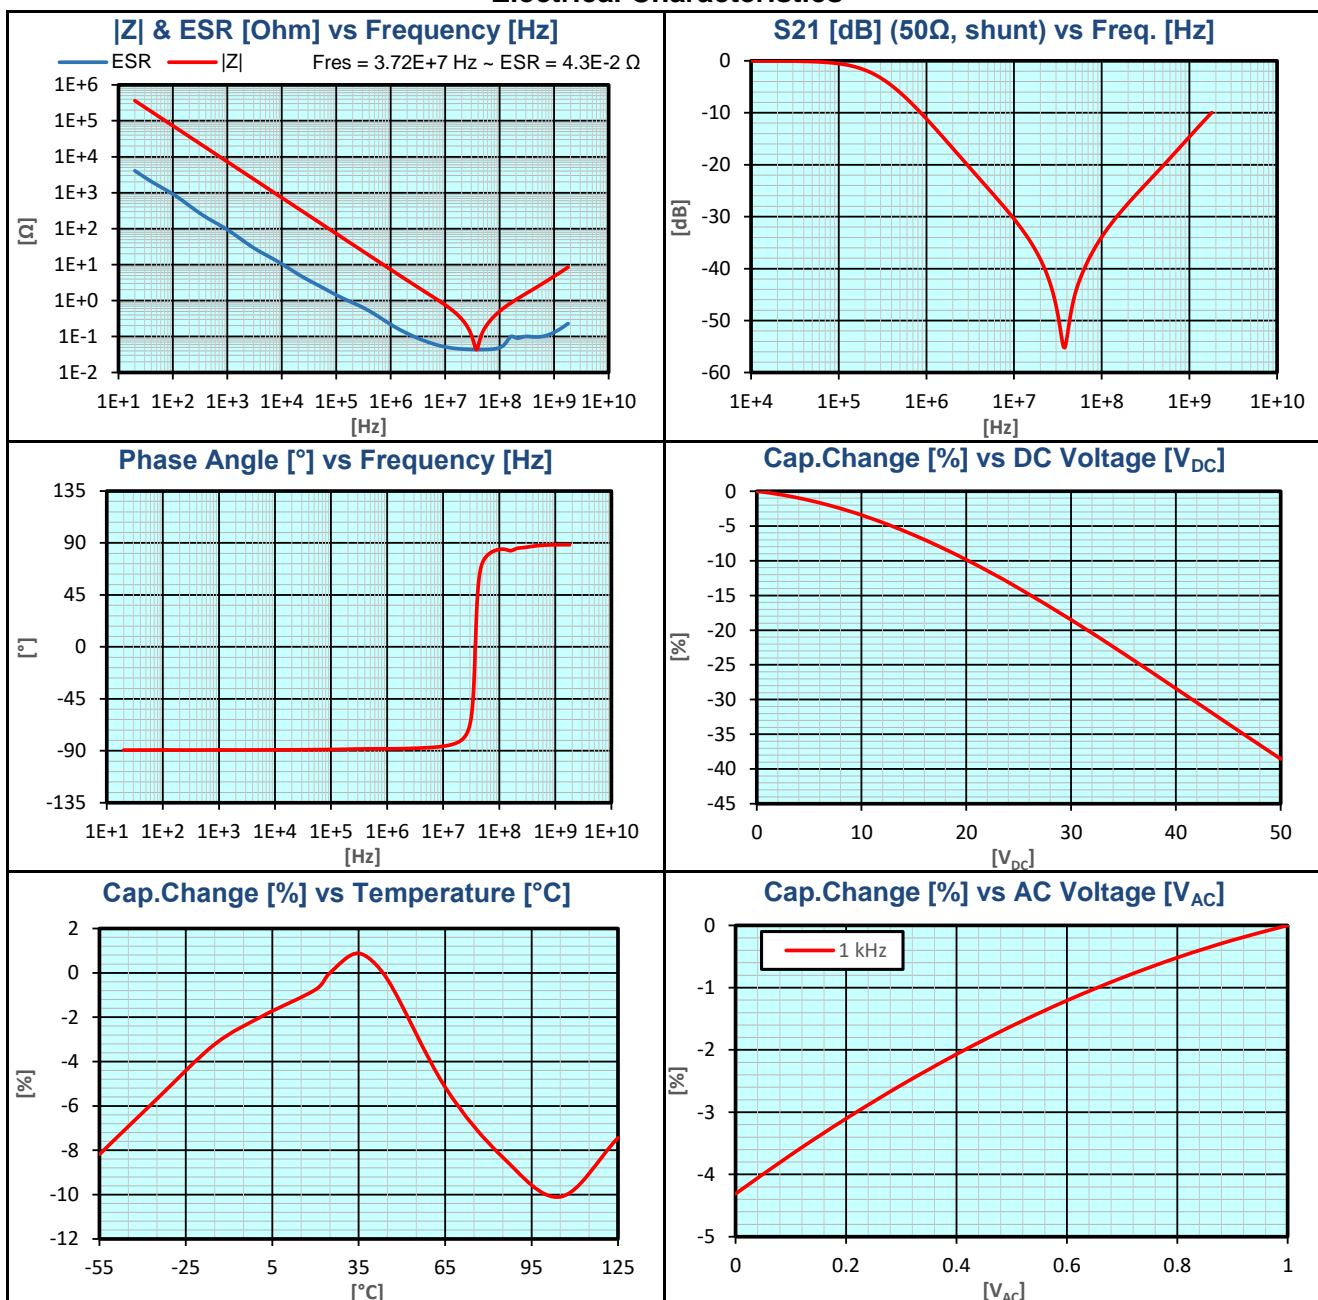 |Z| & ESR [Ohm] vs Frequency [Hz]
ESR |Z| Fres = 3.72E+7 Hz ~ ESR = 4.3E-2 Ω
1E+6
1E+5
1E+4
1E+3
1E+2
1E+1
1E+0
1E-1
1E-2
[Ω]
1E+1 1E+2 1E+3 1E+4 1E+5 1E+6 1E+7 1E+8 1E+9 1E+10
[Hz]
S21 [dB] (50Ω, shunt) vs Freq. [Hz]
0
-10
-20
-30
-40
-50
-60
[dB]
1E+4 1E+5 1E+6 1E+7 1E+8 1E+9 1E+10
[Hz]
Phase Angle [°] vs Frequency [Hz]
135
90
45
0
-45
-90
-135
[°]
1E+1 1E+2 1E+3 1E+4 1E+5 1E+6 1E+7 1E+8 1E+9 1E+10
[Hz]
Cap.Change [%] vs DC Voltage [VDC]
0
-5
-10
-15
-20
-25
-30
-35
-40
-45
[%]
0 10 20 30 40 50
[VDC]
Cap.Change [%] vs Temperature [°C]
2
0
-2
-4
-6
-8
-10
-12
[%]
-55 -25 5 35 65 95 125
[°C]
Cap.Change [%] vs AC Voltage [VAC]
1 kHz
0
-1
-2
-3
-4
-5
[%]
0 0.2 0.4 0.6 0.8 1
[VAC]